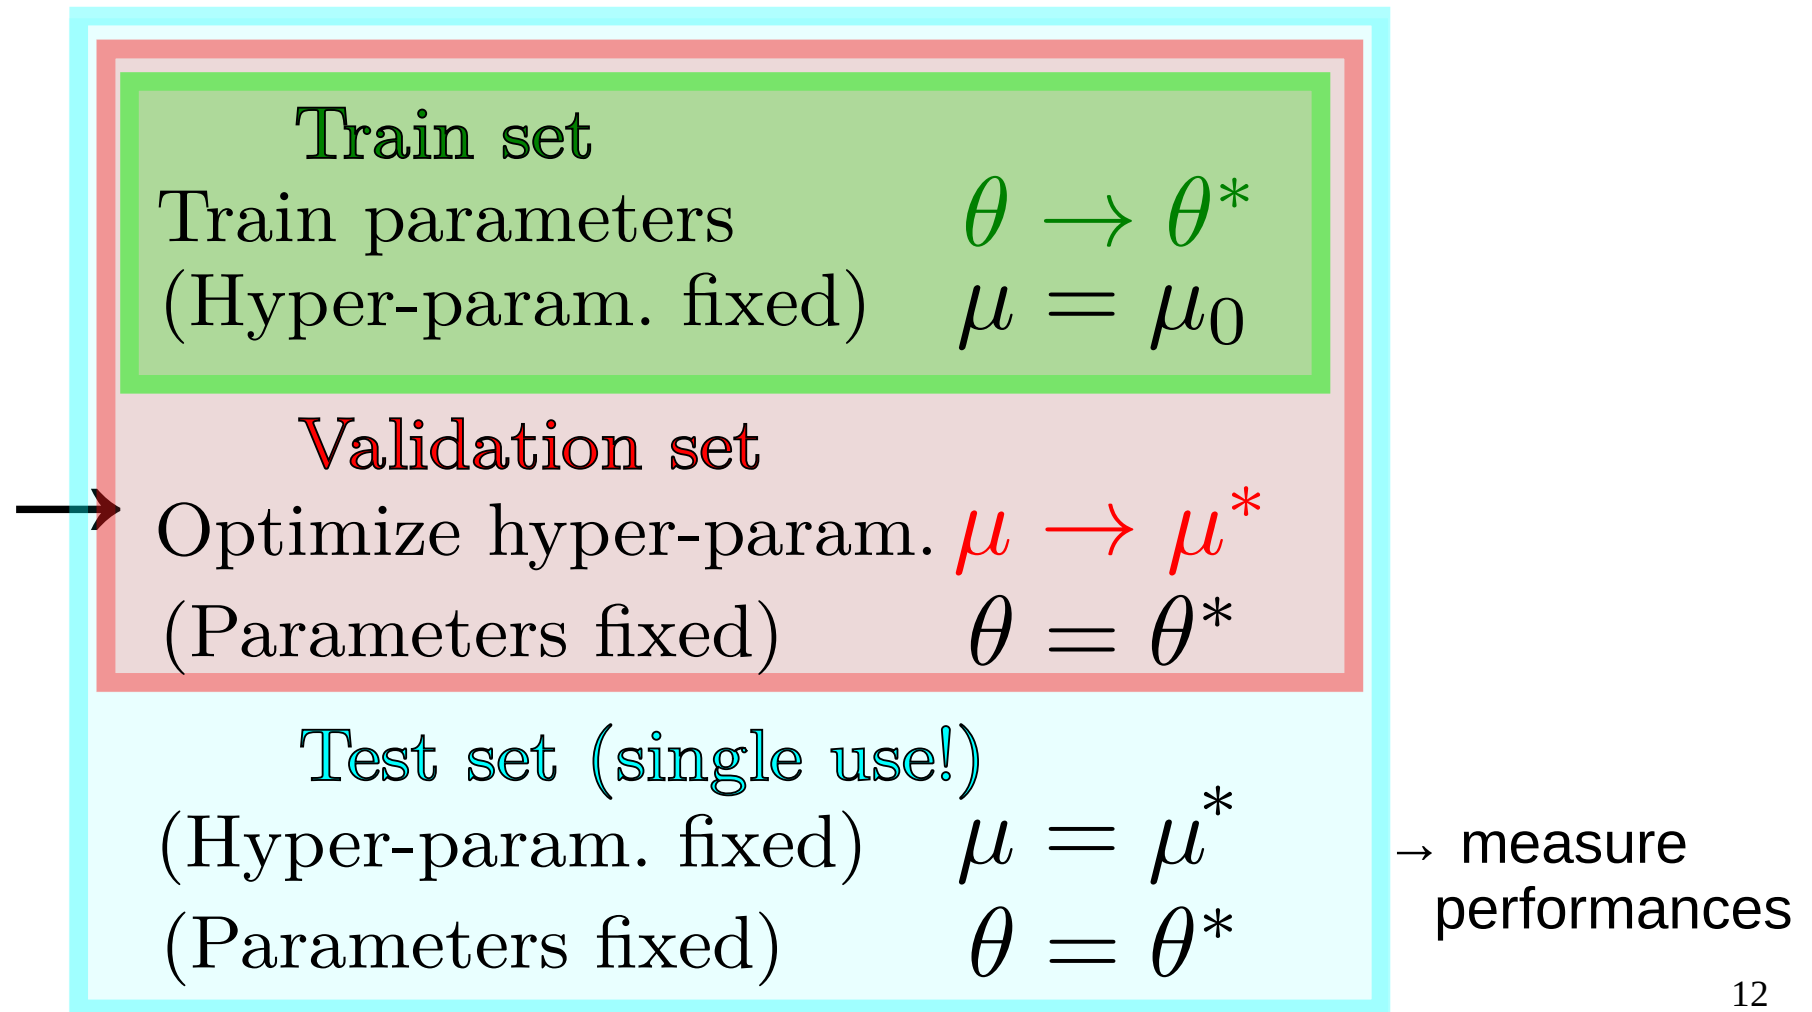 Train set
Train parameters θ → θ*
(Hyper-param. fixed) μ = μ₀
Validation set
→ Optimize hyper-param. μ → μ*
(Parameters fixed) θ = θ*
Test set (single use!)
(Hyper-param. fixed) μ = μ*
→ measure
performances
(Parameters fixed) θ = θ*
12